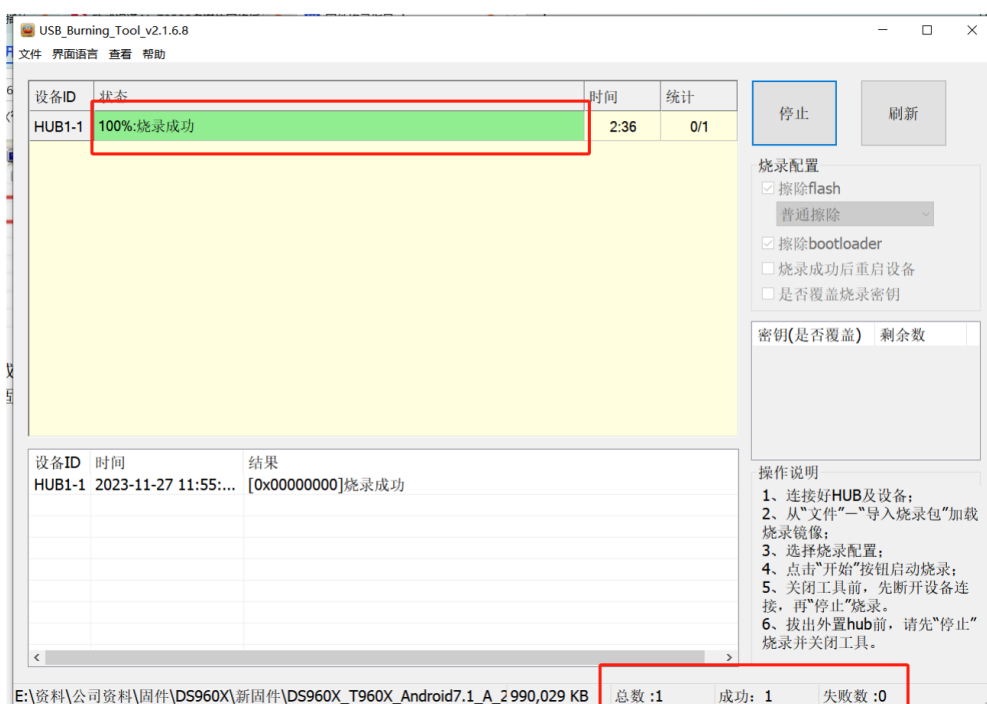 USB_Burning_Tool_v2.1.6.8
文件 界面语言 查看 帮助
设备ID 状态 时间 统计
HUB1-1 100%:烧录成功 2:36 0/1
停止 刷新
烧录配置
擦除flash
普通擦除
擦除bootloader
烧录成功后重启设备
是否覆盖烧录密钥
密钥(是否覆盖) 剩余数
设备ID 时间 结果
HUB1-1 2023-11-27 11:55:... [0x00000000]烧录成功
操作说明
1、连接好HUB及设备;
2、从“文件”—“导入烧录包”加载
烧录镜像;
3、选择烧录配置;
4、点击“开始”按钮启动烧录;
5、关闭工具前，先断开设备连
接，再“停止”烧录。
6、拔出外置hub前，请先“停止”
烧录并关闭工具。
E:\资料\公司资料\固件\DS960X\新固件\DS960X_T960X_Android7.1_A_2 990,029 KB 总数 :1 成功: 1 失败数 :0